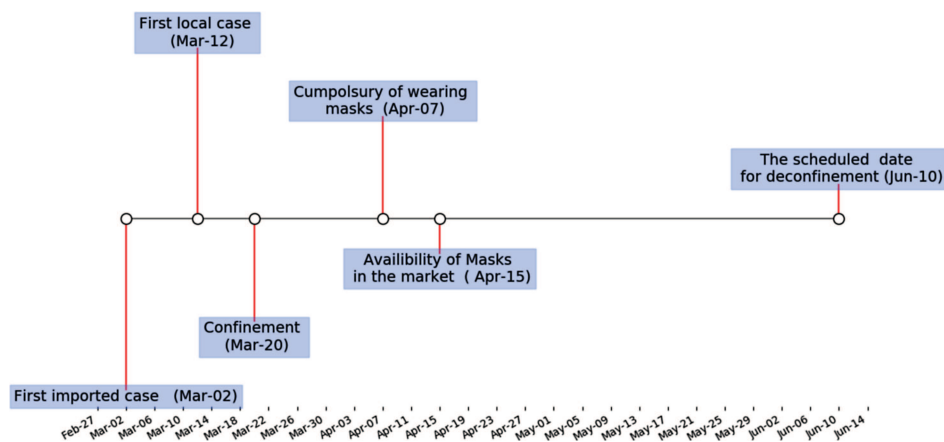 First local case
(Mar-12)
Cumpolsury of wearing
masks (Apr-07)
The scheduled date
for deconfinement (Jun-10)
Availibility of Masks
in the market ( Apr-15)
Confinement
(Mar-20)
First imported case (Mar-02)
Feb-27
Mar-02
Mar-06
Mar-10
Mar-14
Mar-18
Mar-22
Mar-26
Mar-30
Apr-03
Apr-07
Apr-11
Apr-15
Apr-19
Apr-23
Apr-27
May-01
May-05
May-09
May-13
May-17
May-21
May-25
May-29
Jun-02
Jun-06
Jun-10
Jun-14